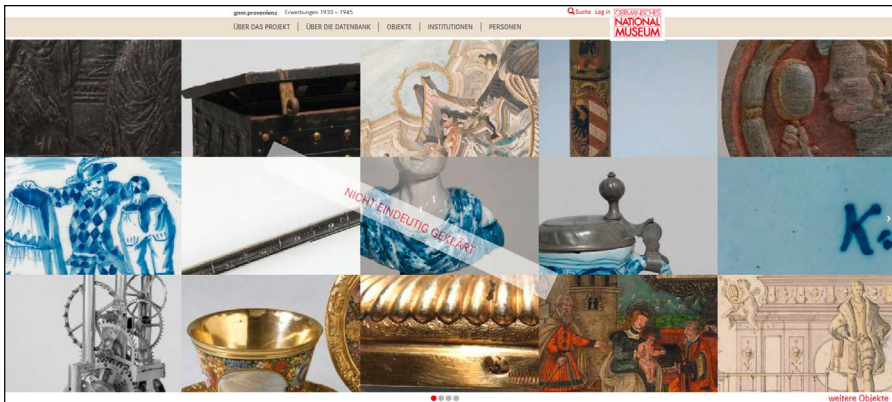 gnm.provenienz Erwerbungen 1933 – 1945
Suche Log in
GERMANISCHES
NATIONAL
MUSEUM
ÜBER DAS PROJEKT | ÜBER DIE DATENBANK | OBJEKTE | INSTITUTIONEN | PERSONEN
NICHT EINDEUTIG GEKLÄRT
weitere Objekte